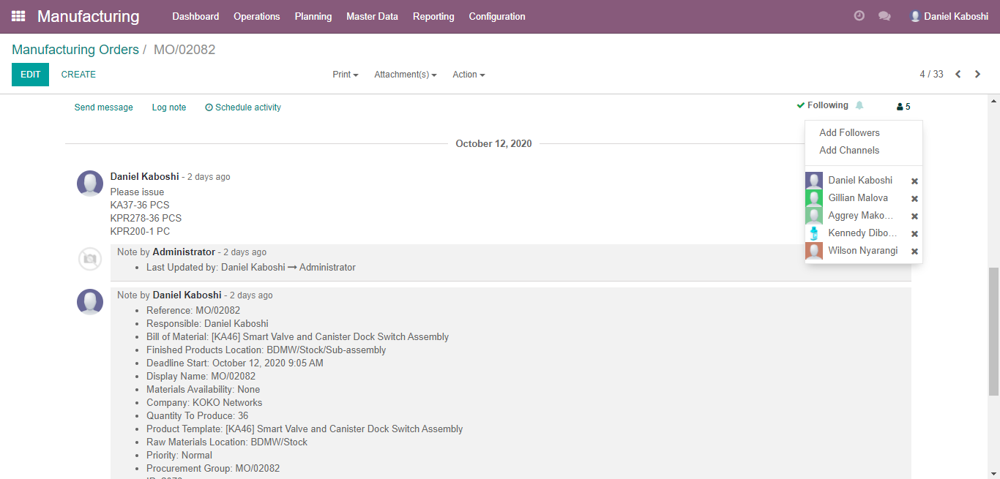 Manufacturing
Dashboard Operations Planning Master Data Reporting Configuration
Daniel Kaboshi
Manufacturing Orders / MO/02082
EDIT CREATE
Print Attachment(s) Action
4 / 33
Send message Log note Schedule activity
Following 5
Add Followers
Add Channels
Daniel Kaboshi
Gillian Malova
Aggrey Mako...
Kennedy Dibo...
Wilson Nyarangi
October 12, 2020
Daniel Kaboshi - 2 days ago
Please issue
KA37-36 PCS
KPR278-36 PCS
KPR200-1 PC
Note by Administrator - 2 days ago
• Last Updated by: Daniel Kaboshi → Administrator
Note by Daniel Kaboshi - 2 days ago
• Reference: MO/02082
• Responsible: Daniel Kaboshi
• Bill of Material: [KA46] Smart Valve and Canister Dock Switch Assembly
• Finished Products Location: BDMW/Stock/Sub-assembly
• Deadline Start: October 12, 2020 9:05 AM
• Display Name: MO/02082
• Materials Availability: None
• Company: KOKO Networks
• Quantity To Produce: 36
• Product Template: [KA46] Smart Valve and Canister Dock Switch Assembly
• Raw Materials Location: BDMW/Stock
• Priority: Normal
• Procurement Group: MO/02082